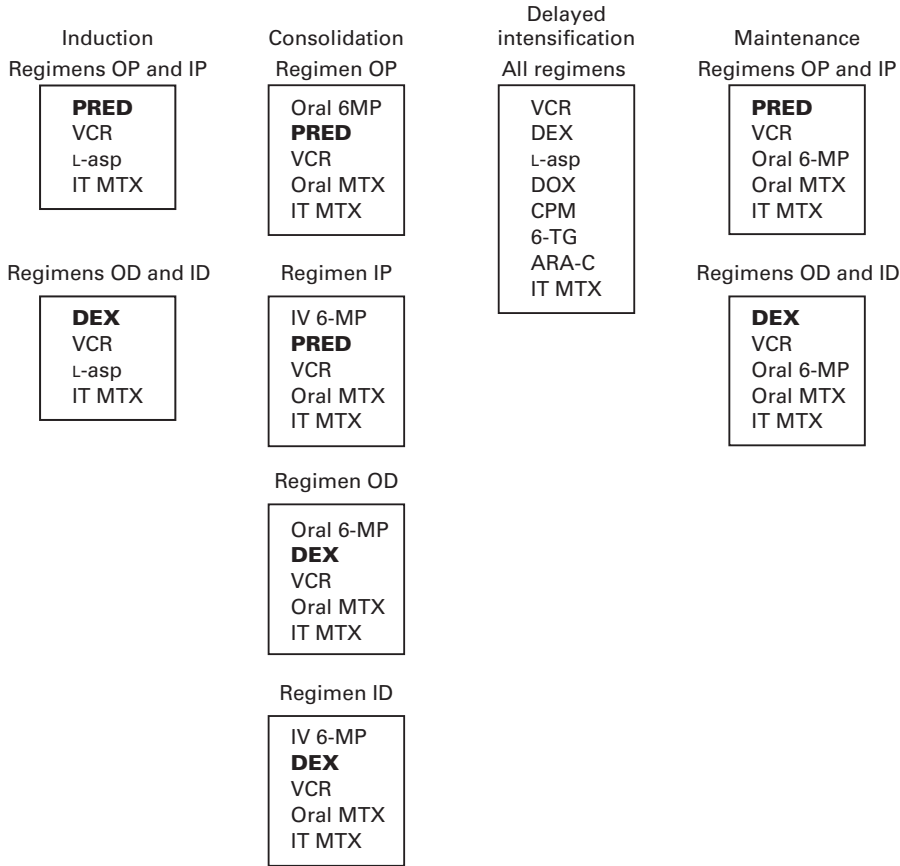 Induction
Regimens OP and IP
PRED
VCR
L-asp
IT MTX
Regimens OD and ID
DEX
VCR
L-asp
IT MTX
Consolidation
Regimen OP
Oral 6MP
PRED
VCR
Oral MTX
IT MTX
Regimen IP
IV 6-MP
PRED
VCR
Oral MTX
IT MTX
Regimen OD
Oral 6-MP
DEX
VCR
Oral MTX
IT MTX
Regimen ID
IV 6-MP
DEX
VCR
Oral MTX
IT MTX
Delayed
intensification
All regimens
VCR
DEX
L-asp
DOX
CPM
6-TG
ARA-C
IT MTX
Maintenance
Regimens OP and IP
PRED
VCR
Oral 6-MP
Oral MTX
IT MTX
Regimens OD and ID
DEX
VCR
Oral 6-MP
Oral MTX
IT MTX